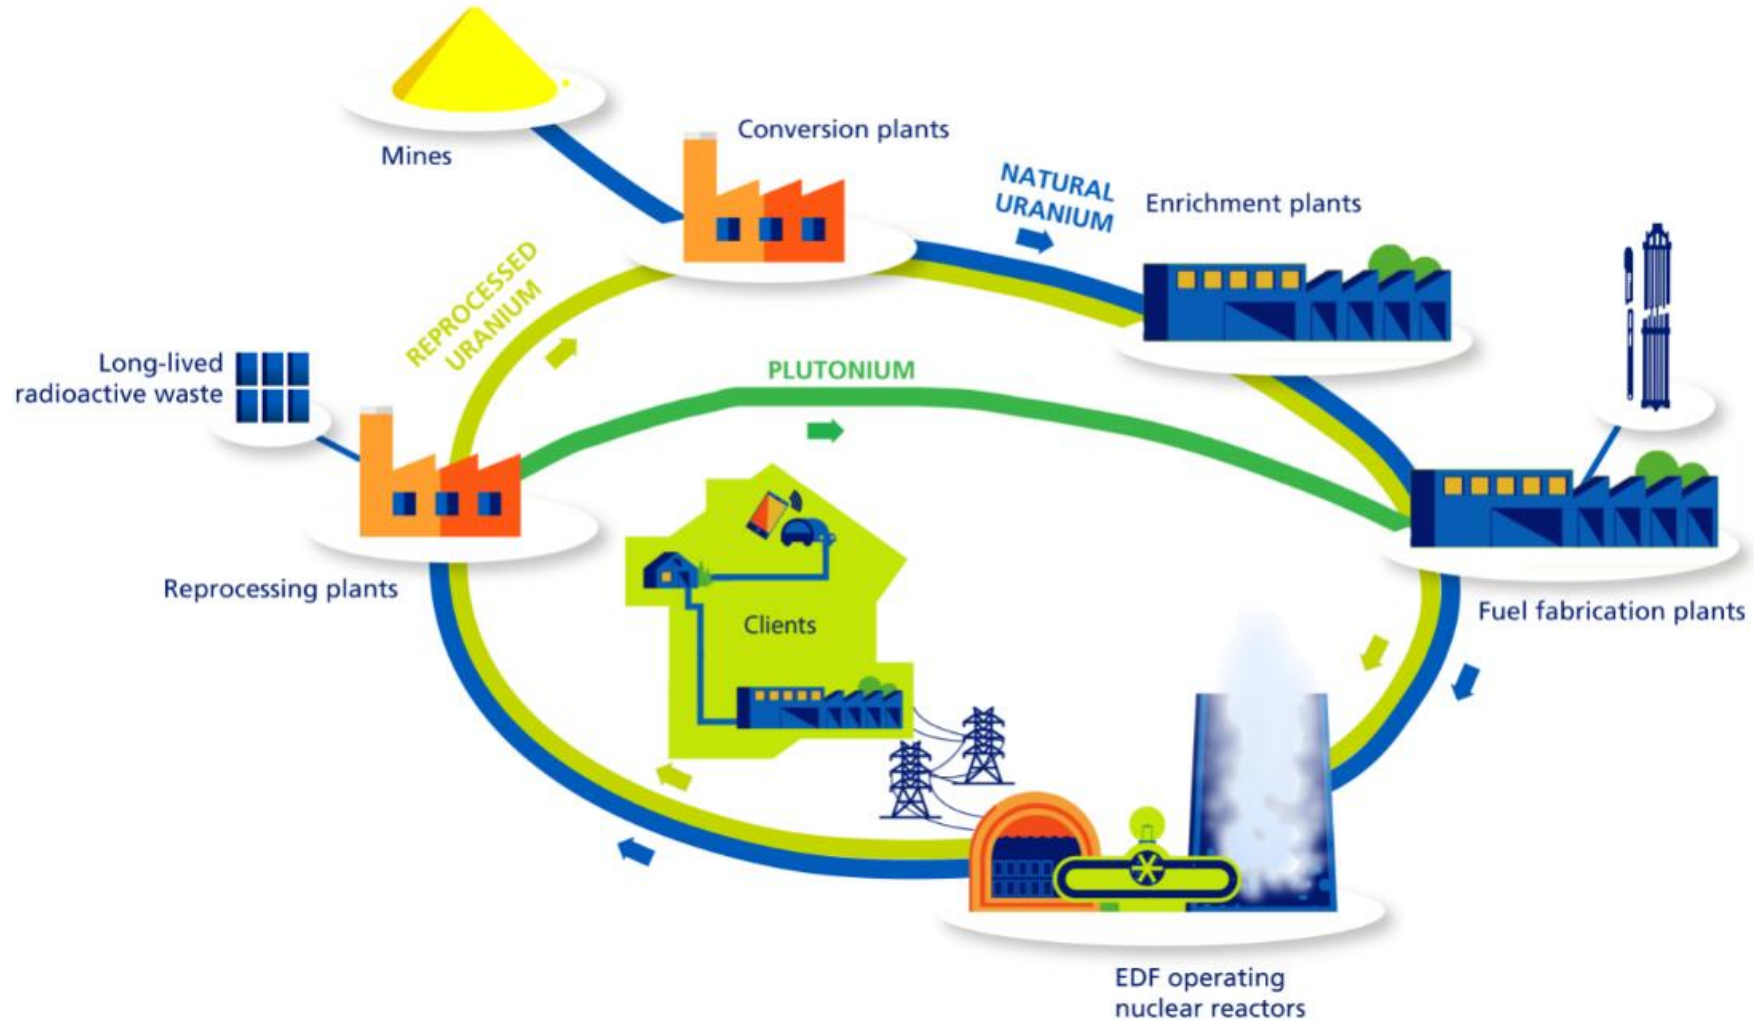 Mines
Conversion plants
NATURAL
URANIUM
Enrichment plants
REPROCESSED
URANIUM
Long-lived
radioactive waste
PLUTONIUM
Reprocessing plants
Clients
Fuel fabrication plants
EDF operating
nuclear reactors